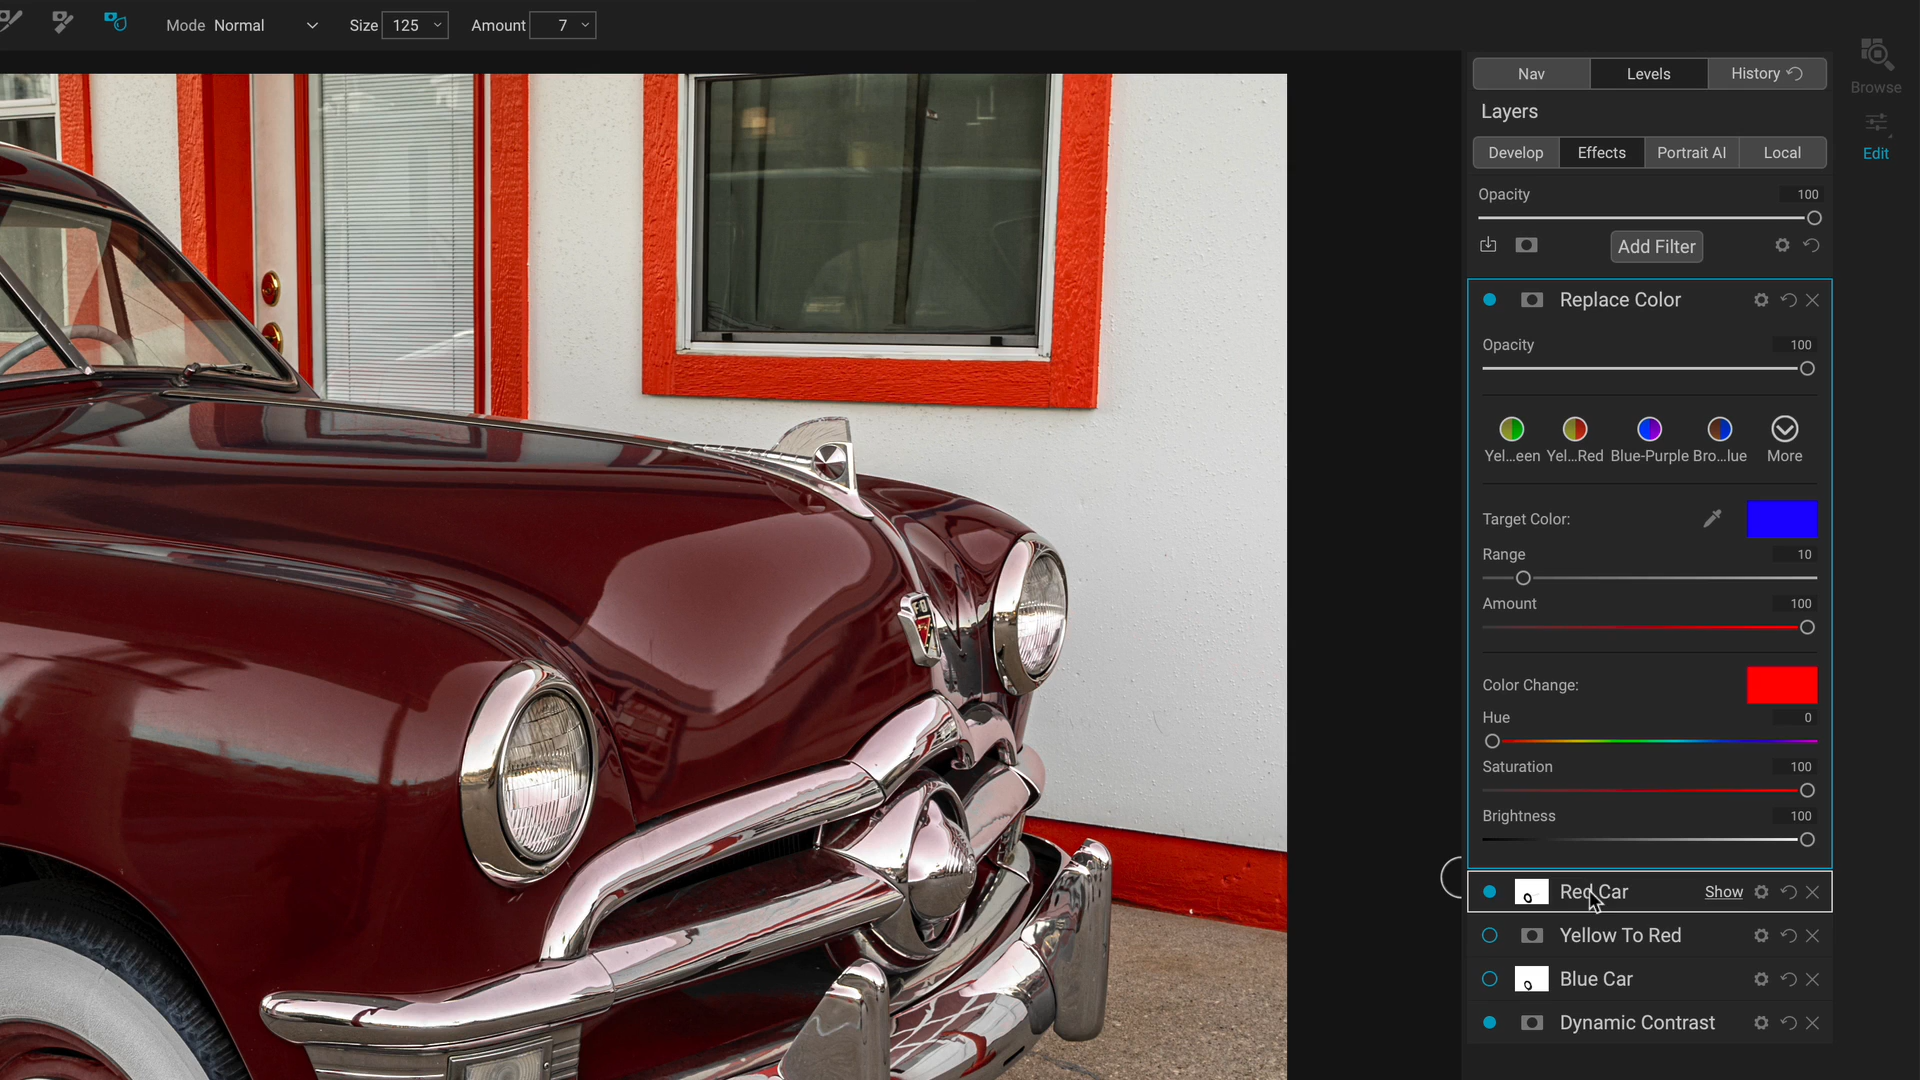 Mode Normal Size 125 Amount 7
Nav Levels History
Browse
Layers
Develop Effects Portrait AI Local
Edit
Opacity 100
Add Filter
Replace Color
Opacity 100
Yel...een Yel...Red Blue-Purple Bro...lue More
Target Color:
Range 10
Amount 100
Color Change:
Hue 0
Saturation 100
Brightness 100
Red Car Show
Yellow To Red
Blue Car
Dynamic Contrast